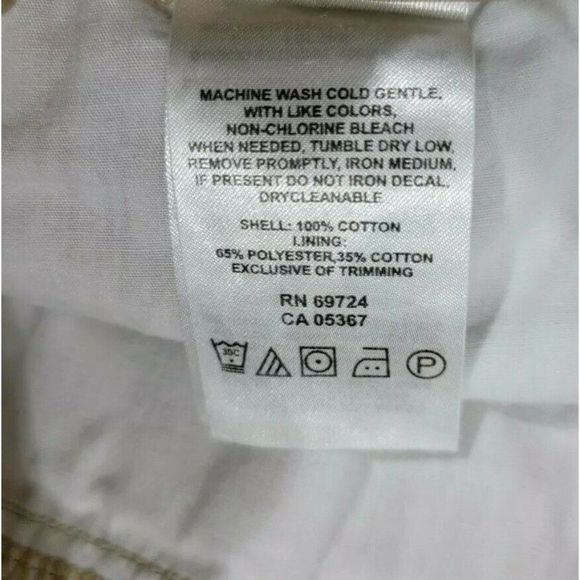 MACHINE WASH COLD GENTLE,
WITH LIKE COLORS,
NON-CHLORINE BLEACH
WHEN NEEDED, TUMBLE DRY LOW,
REMOVE PROMPTLY, IRON MEDIUM,
IF PRESENT DO NOT IRON DECAL,
DRYCLEANABLE
SHELL: 100% COTTON
LINING:
65% POLYESTER,35% COTTON
EXCLUSIVE OF TRIMMING
RN 69724
CA 05367
30C P